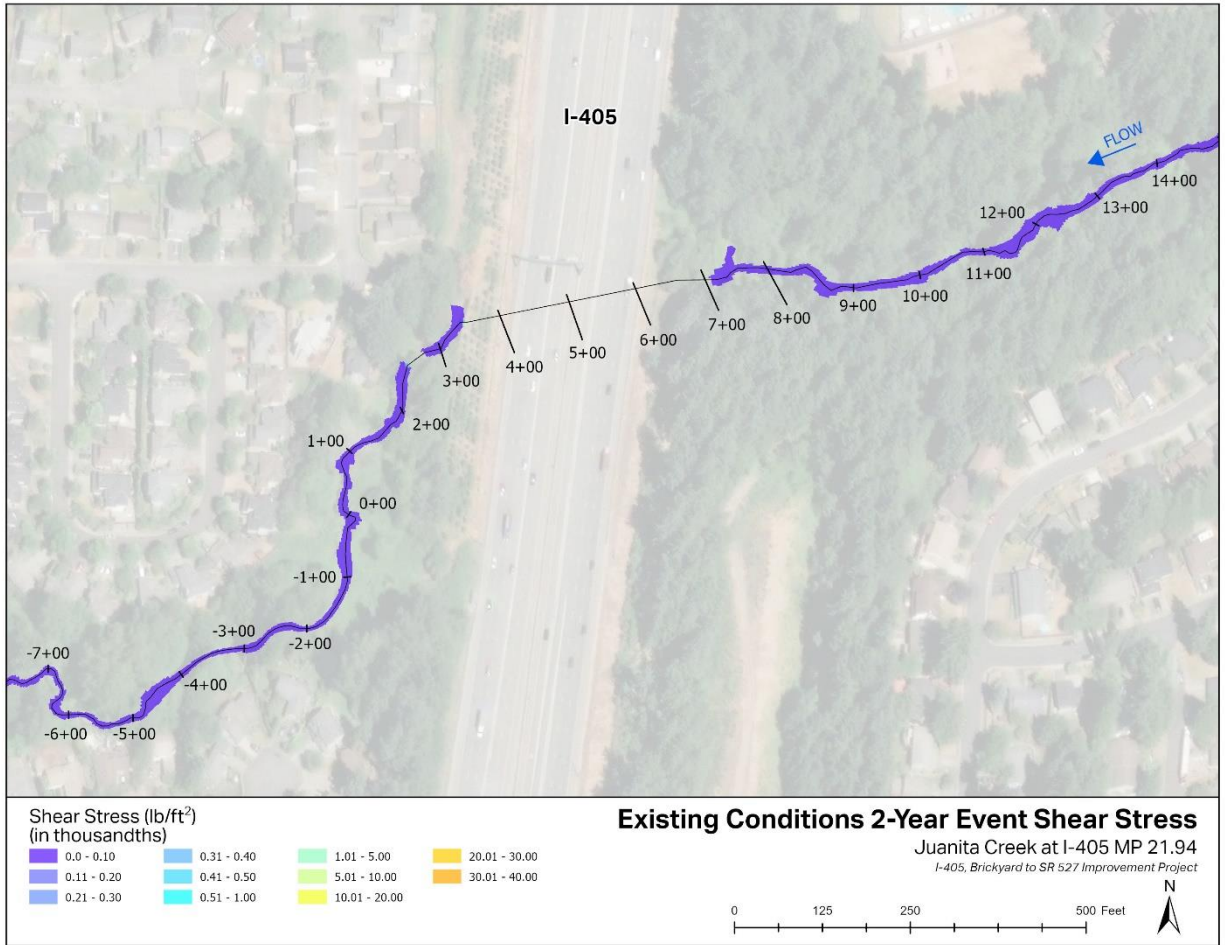 I-405
FLOW
14+00
13+00
12+00
11+00
10+00
9+00
8+00
7+00
6+00
5+00
4+00
3+00
2+00
1+00
0+00
-1+00
-2+00
-3+00
-4+00
-5+00
-6+00
-7+00
Shear Stress (lb/ft²)
(in thousandths)
0.0 - 0.10
0.11 - 0.20
0.21 - 0.30
0.31 - 0.40
0.41 - 0.50
0.51 - 1.00
1.01 - 5.00
5.01 - 10.00
10.01 - 20.00
20.01 - 30.00
30.01 - 40.00
Existing Conditions 2-Year Event Shear Stress
Juanita Creek at I-405 MP 21.94
I-405, Brickyard to SR 527 Improvement Project
N
0 125 250 500 Feet